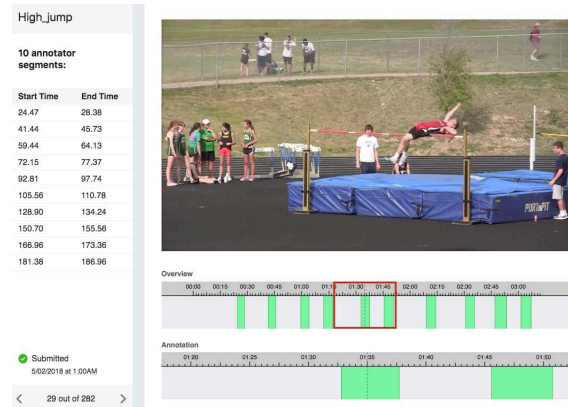 High_jump
10 annotator
segments:
Start Time End Time
24.47 28.38
41.44 45.73
59.44 64.13
72.15 77.37
92.81 97.74
105.56 110.78
128.90 134.24
150.70 155.56
166.96 173.36
181.38 186.96
Submitted
5/02/2018 at 1:00AM
29 out of 282
PORTaPIT
Overview
00:00 00:15 00:30 00:45 01:00 01:15 01:30 01:45 02:00 02:15 02:30 02:45 03:00
Annotation
01:20 01:25 01:30 01:35 01:40 01:45 01:50